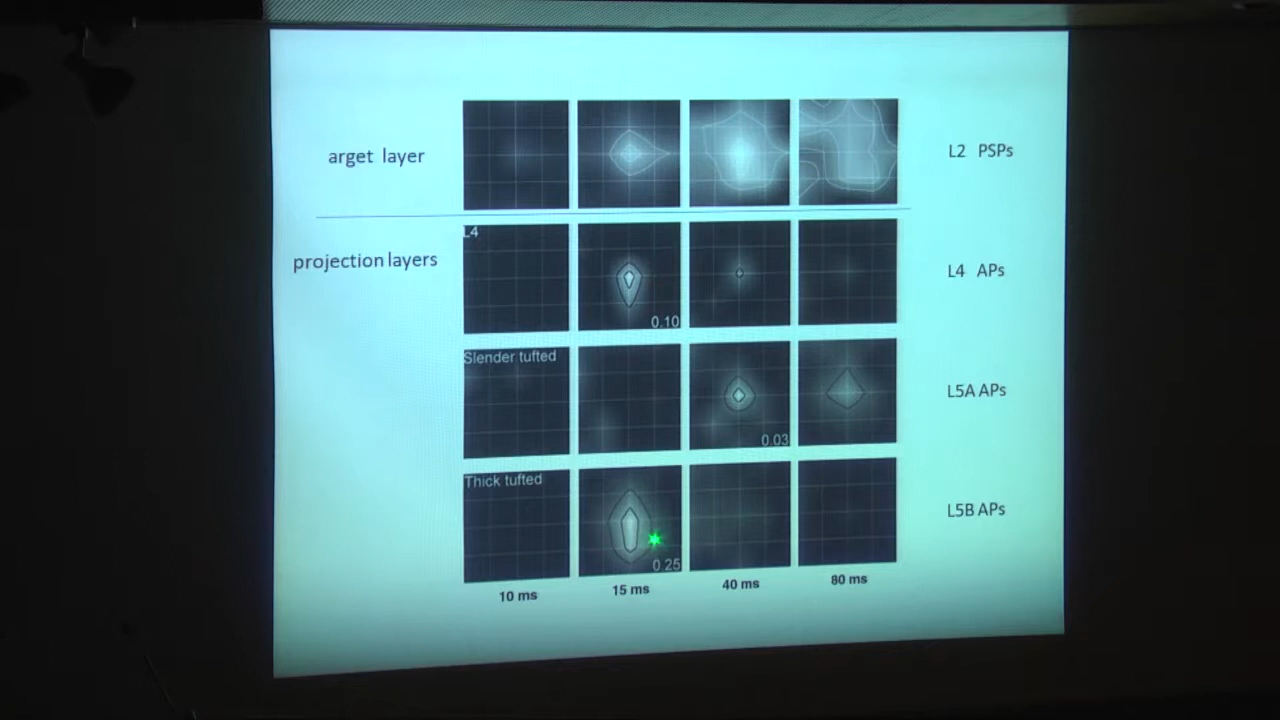 arget layer
L2 PSPs
L4
projection layers
L4 APs
0.10
Slender tufted
L5A APs
0.03
Thick tufted
L5B APs
0.25
10 ms
15 ms
40 ms
80 ms